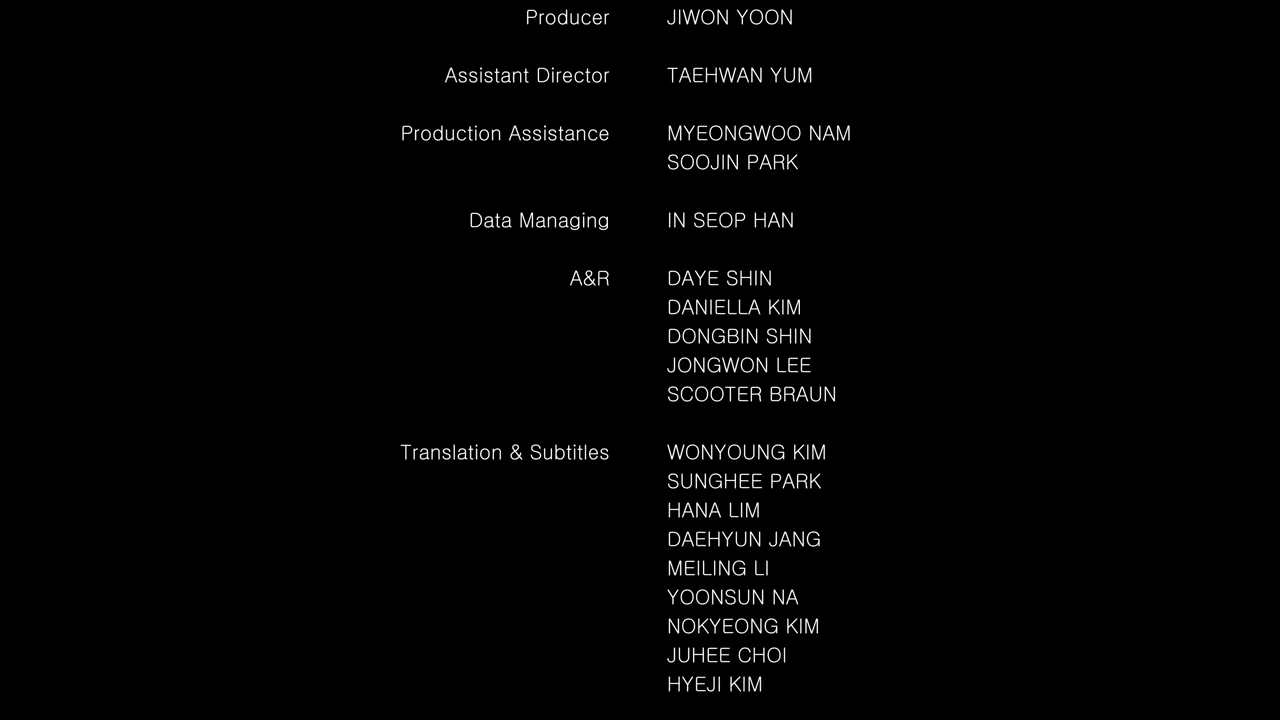 Producer JIWON YOON
Assistant Director TAEHWAN YUM
Production Assistance MYEONGWOO NAM
SOOJIN PARK
Data Managing IN SEOP HAN
A&R DAYE SHIN
DANIELLA KIM
DONGBIN SHIN
JONGWON LEE
SCOOTER BRAUN
Translation & Subtitles WONYOUNG KIM
SUNGHEE PARK
HANA LIM
DAEHYUN JANG
MEILING LI
YOONSUN NA
NOKYEONG KIM
JUHEE CHOI
HYEJI KIM